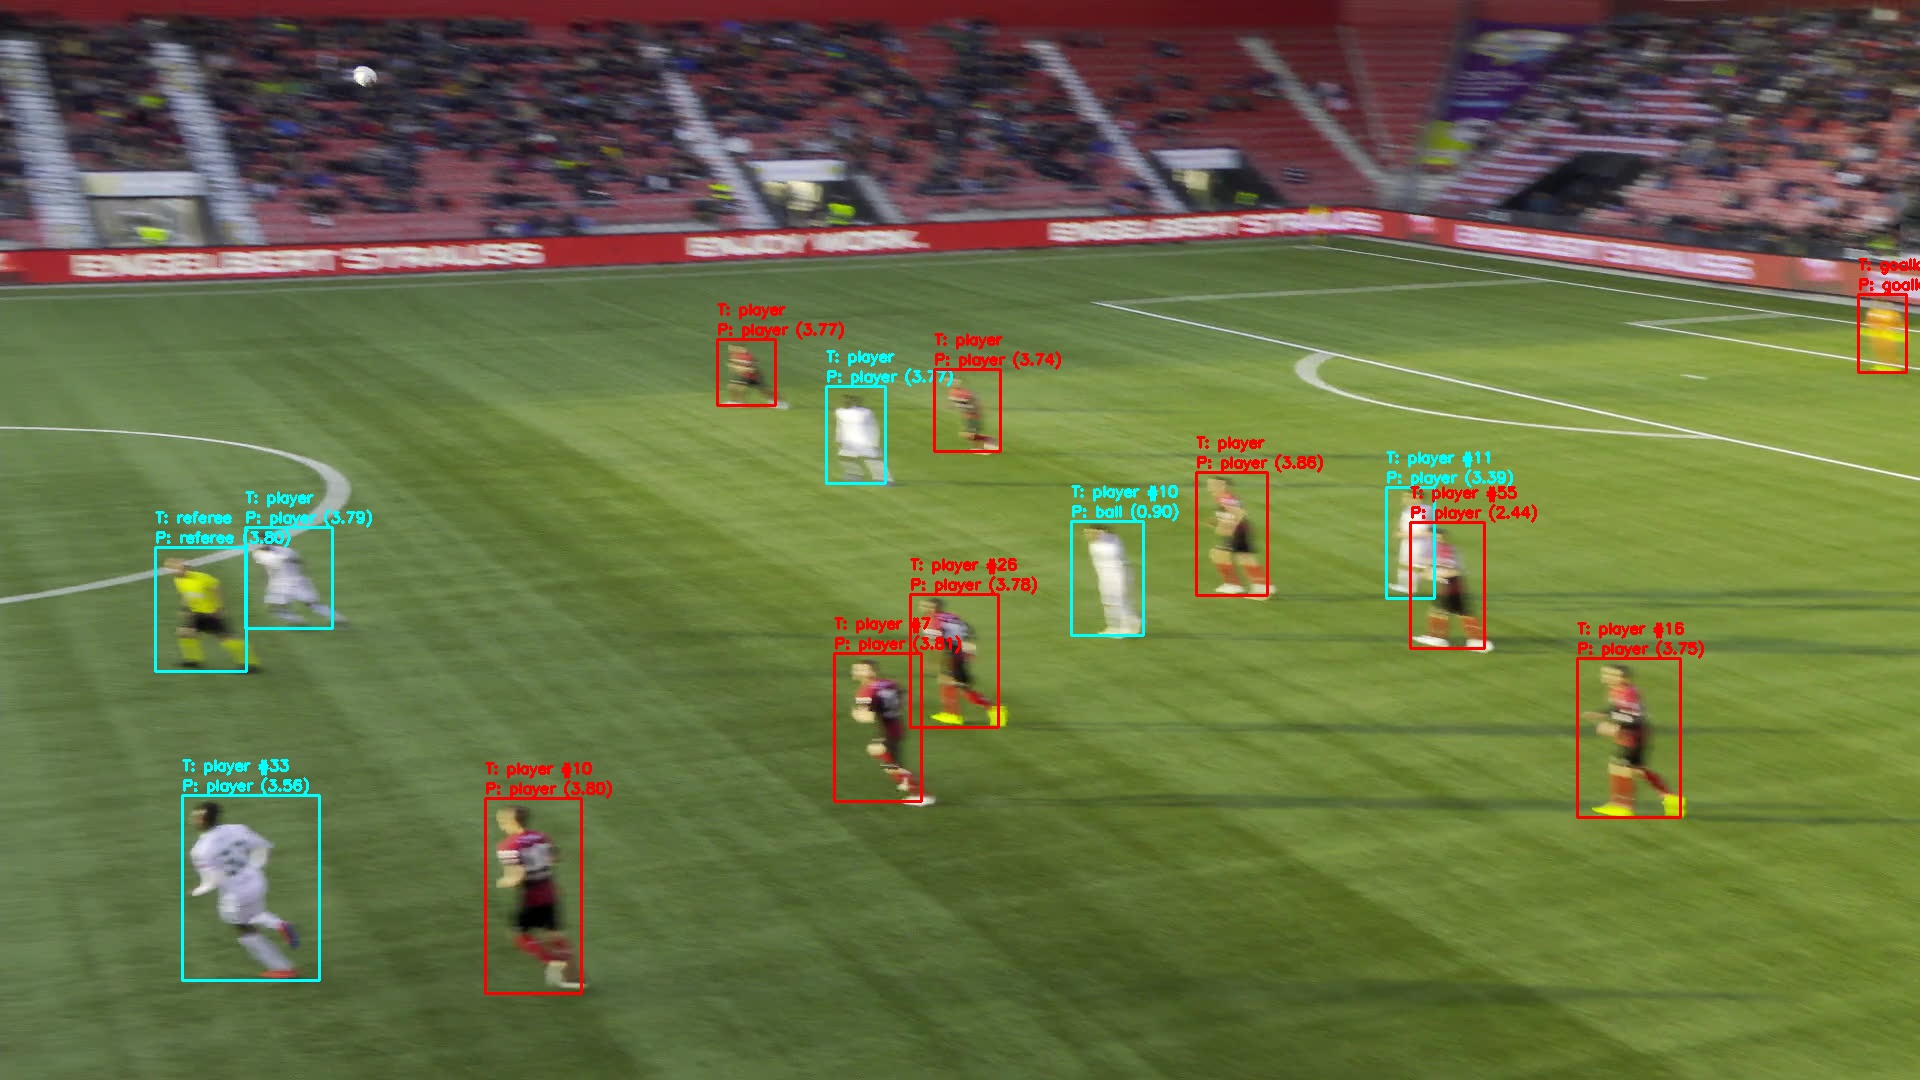 ENGELBERT STRAUSS
ENJOY WORK.
ENGELBERT STRAUSS
ENGELBERT STRAUSS
T: goalk
P: goalk
T: player
P: player (3.77)
T: player
P: player (3.77)
T: player
P: player (3.74)
T: player
P: player (3.86)
T: player #11
P: player (3.39)
T: player #55
P: player (2.44)
T: player #10
P: ball (0.90)
T: player
P: player (3.79)
T: referee
P: referee (3.80)
T: player #26
P: player (3.78)
T: player #7
P: player (3.81)
T: player #16
P: player (3.75)
T: player #33
P: player (3.56)
T: player #10
P: player (3.80)